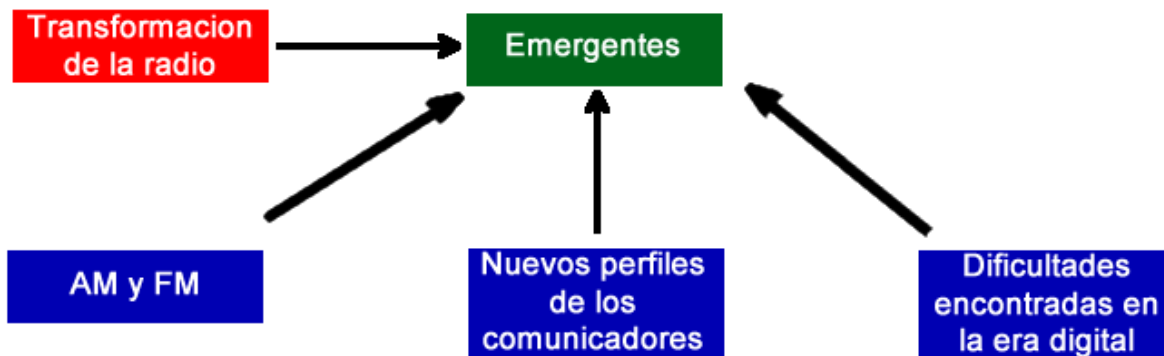 Transformacion
de la radio
Emergentes
AM y FM
Nuevos perfiles
de los
comunicadores
Dificultades
encontradas en
la era digital